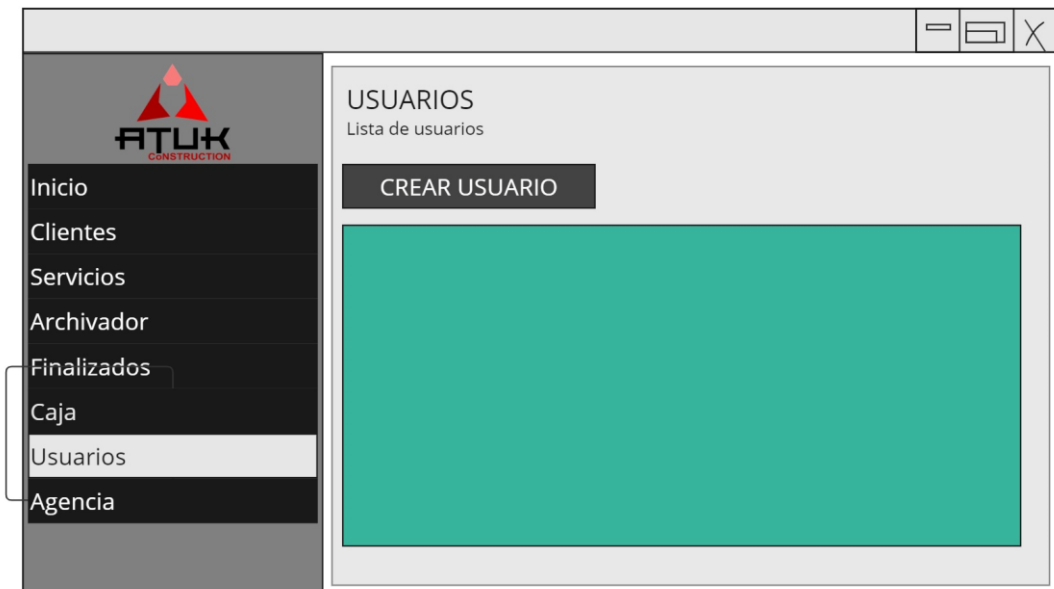 ATUK
CONSTRUCTION
Inicio
Clientes
Servicios
Archivador
Finalizados
Caja
Usuarios
Agencia
USUARIOS
Lista de usuarios
CREAR USUARIO